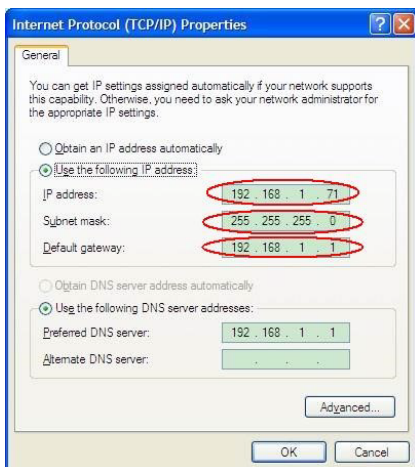 Internet Protocol (TCP/IP) Properties
General
You can get IP settings assigned automatically if your network supports
this capability. Otherwise, you need to ask your network administrator for
the appropriate IP settings.
Obtain an IP address automatically
Use the following IP address:
IP address: 192 . 168 . 1 . 71
Subnet mask: 255 . 255 . 255 . 0
Default gateway: 192 . 168 . 1 . 1
Obtain DNS server address automatically
Use the following DNS server addresses:
Preferred DNS server: 192 . 168 . 1 . 1
Alternate DNS server: . . .
Advanced...
OK Cancel